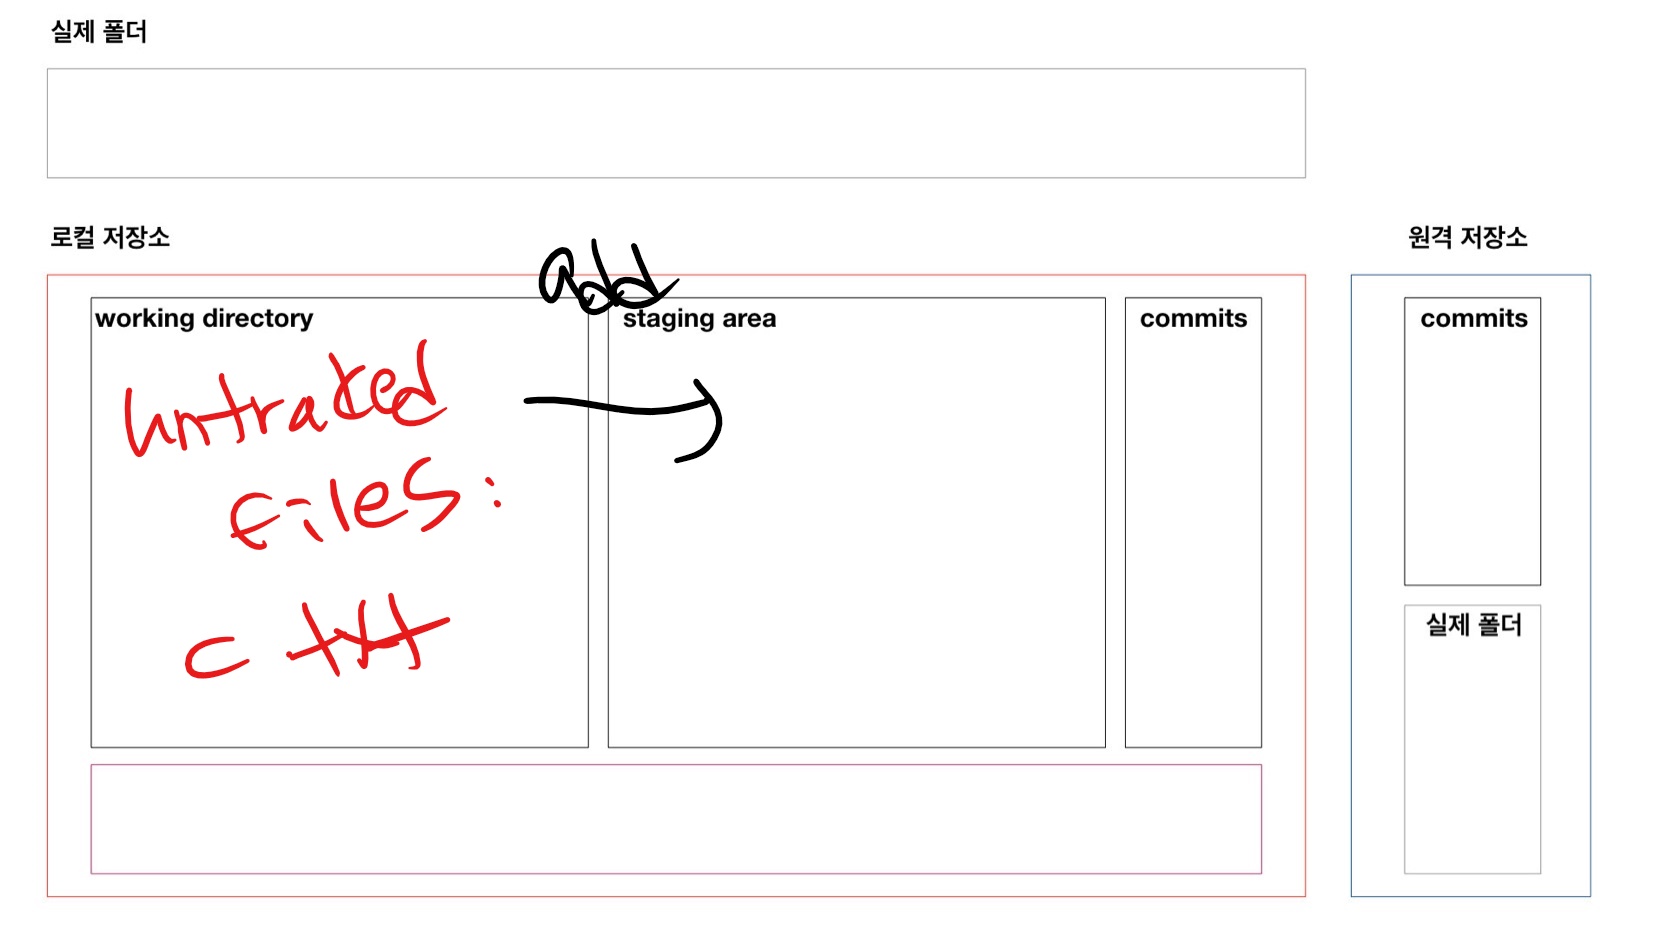 실제 폴더
로컬 저장소
원격 저장소
add
working directory
staging area
commits
commits
untraked
files:
c txt
실제 폴더